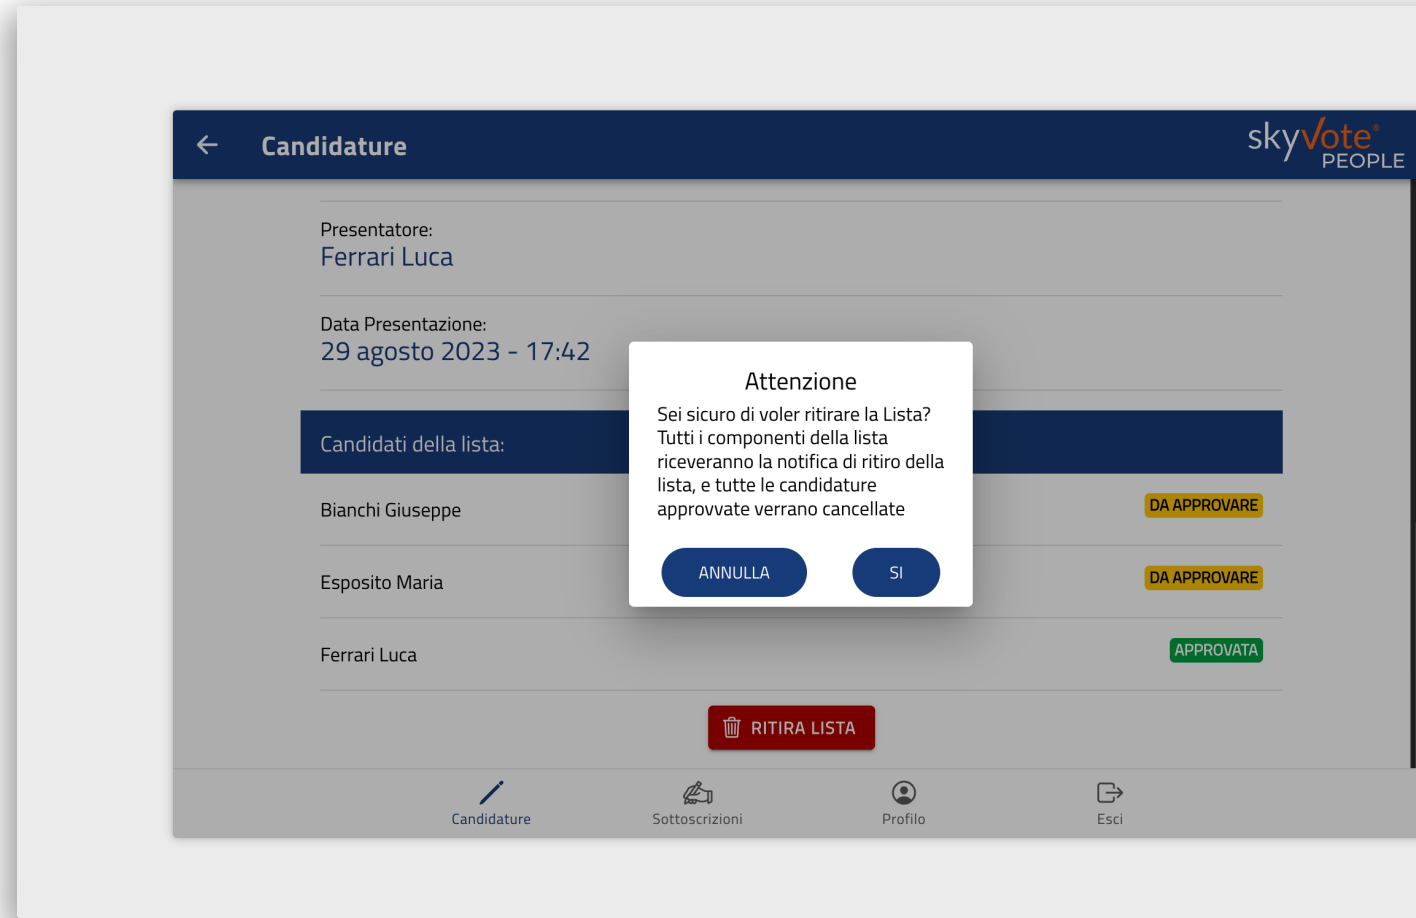 Candidature
skyVote®
PEOPLE
Presentatore:
Ferrari Luca
Data Presentazione:
29 agosto 2023 - 17:42
Candidati della lista:
Bianchi Giuseppe
DA APPROVARE
Esposito Maria
DA APPROVARE
Ferrari Luca
APPROVATA
Attenzione
Sei sicuro di voler ritirare la Lista?
Tutti i componenti della lista
riceveranno la notifica di ritiro della
lista, e tutte le candidature
approvvate verrano cancellate
ANNULLA
SI
RITIRA LISTA
Candidature
Sottoscrizioni
Profilo
Esci